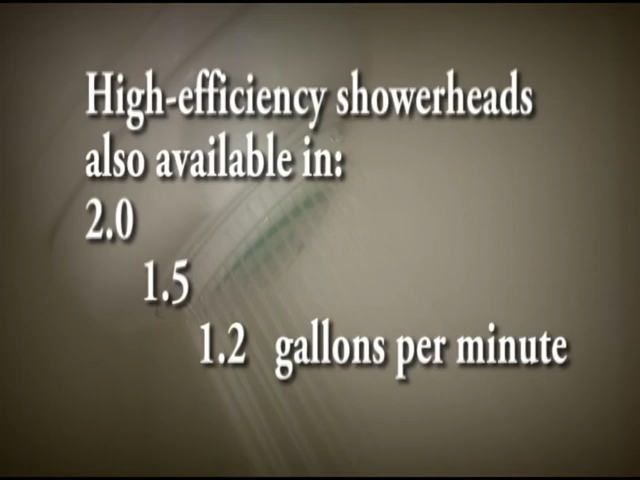 High-efficiency showerheads
also available in:
2.0
1.5
1.2 gallons per minute